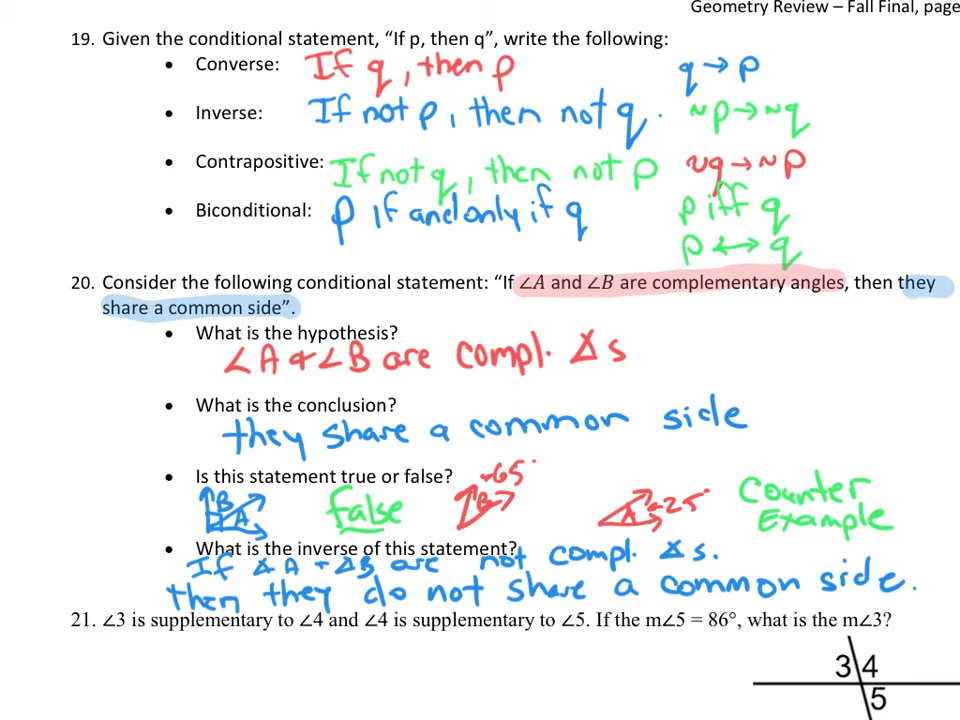 Geometry Review – Fall Final, page
19. Given the conditional statement, “If p, then q”, write the following:
• Converse: If q, then p q → p
• Inverse: If not p, then not q. ~p → ~q
• Contrapositive: If not q, then not p ~q → ~p
• Biconditional: p if and only if q p iff q
p ↔ q
20. Consider the following conditional statement: “If ∠A and ∠B are complementary angles, then they
share a common side”.
• What is the hypothesis?
∠A + ∠B are compl. ∡s
• What is the conclusion?
they share a common side
• Is this statement true or false? 65°
B A False B A 25° Counter
Example
• What is the inverse of this statement?
If ∡A + ∡B are not compl. ∡s.
then they do not share a common side.
21. ∠3 is supplementary to ∠4 and ∠4 is supplementary to ∠5. If the m∠5 = 86°, what is the m∠3?
3 4
5